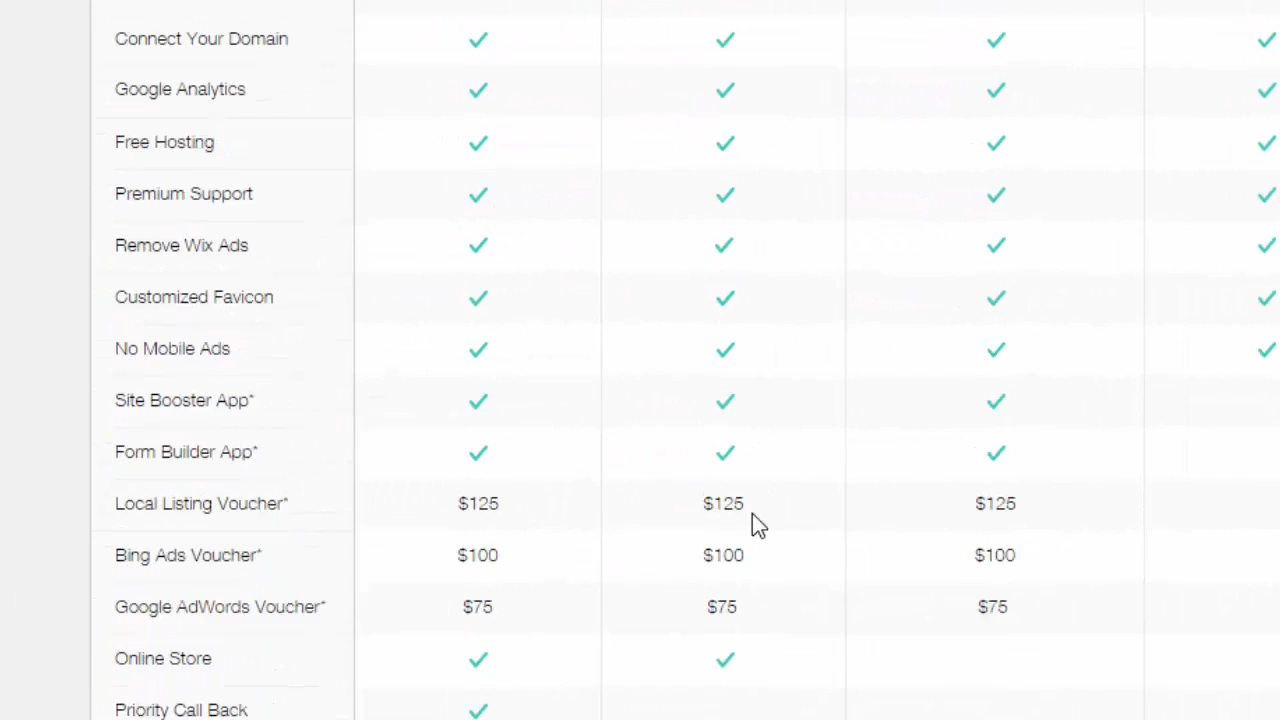 Connect Your Domain
Google Analytics
Free Hosting
Premium Support
Remove Wix Ads
Customized Favicon
No Mobile Ads
Site Booster App*
Form Builder App*
Local Listing Voucher* $125 $125 $125
Bing Ads Voucher* $100 $100 $100
Google AdWords Voucher* $75 $75 $75
Online Store
Priority Call Back